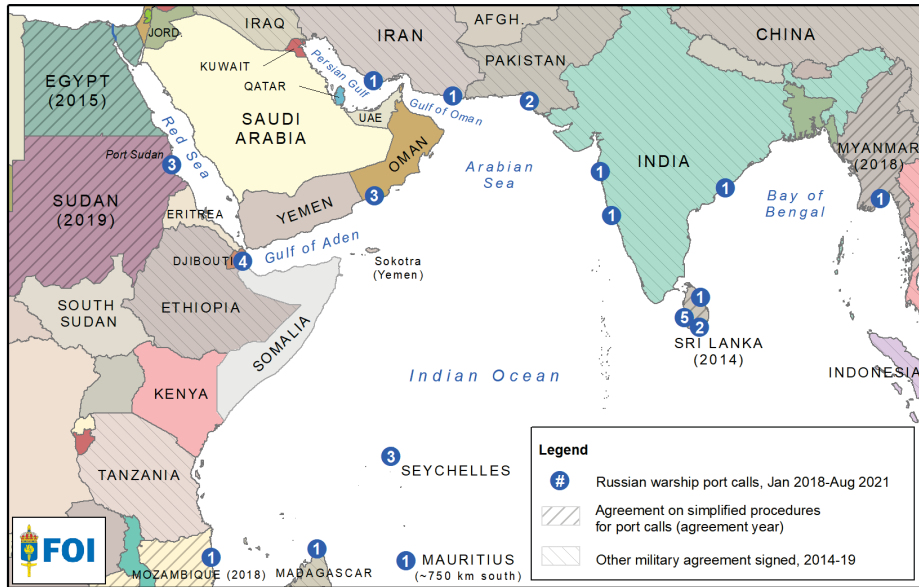 JORD.
IRAQ
IRAN
AFGH.
CHINA
KUWAIT
Persian Gulf
PAKISTAN
EGYPT
(2015)
QATAR
1
1
2
Gulf of Oman
UAE
SAUDI
ARABIA
Red Sea
OMAN
Port Sudan
3
Arabian
Sea
INDIA
MYANMAR
(2018)
1
1
1
1
SUDAN
(2019)
YEMEN
3
Bay of
Bengal
ERITREA
Gulf of Aden
DJIBOUTI
4
Sokotra
(Yemen)
ETHIOPIA
SOUTH
SUDAN
SOMALIA
1
5
2
SRI LANKA
(2014)
INDONESIA
Indian Ocean
KENYA
3
SEYCHELLES
TANZANIA
1
MOZAMBIQUE (2018)
1
MADAGASCAR
1
MAURITIUS
(~750 km south)
Legend
# Russian warship port calls, Jan 2018-Aug 2021
Agreement on simplified procedures
for port calls (agreement year)
Other military agreement signed, 2014-19
FOI